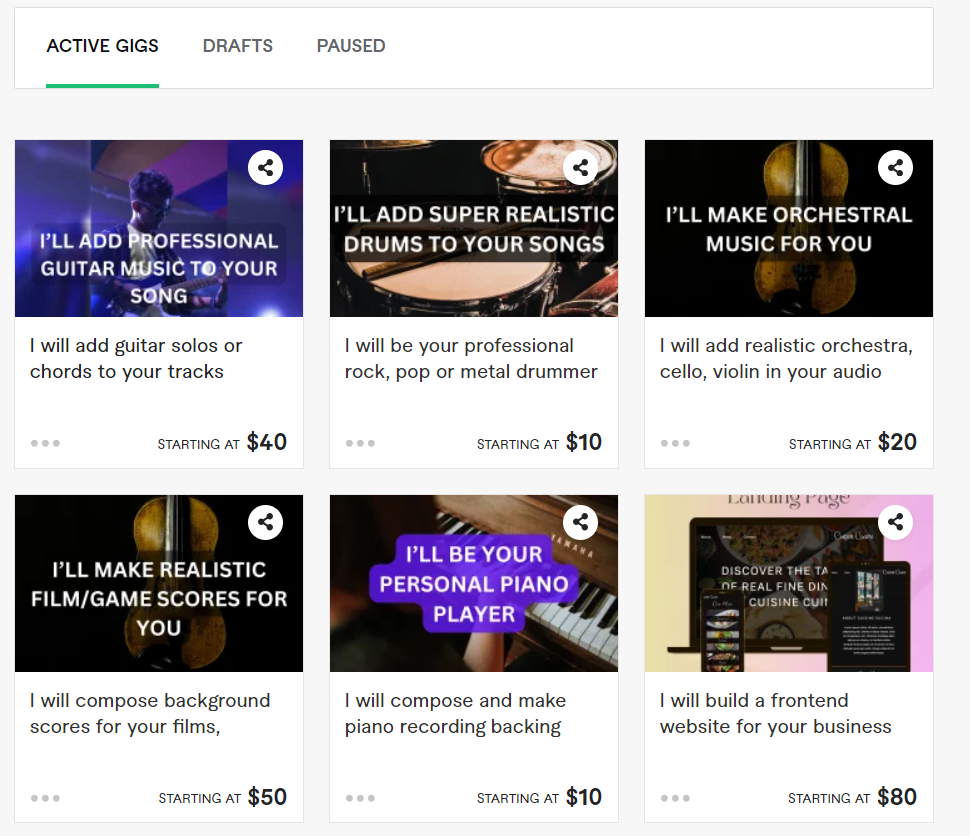 ACTIVE GIGS
DRAFTS
PAUSED
I'LL ADD PROFESSIONAL
GUITAR MUSIC TO YOUR
SONG
I will add guitar solos or
chords to your tracks
STARTING AT $40
I'LL ADD SUPER REALISTIC
DRUMS TO YOUR SONGS
I will be your professional
rock, pop or metal drummer
STARTING AT $10
I'LL MAKE ORCHESTRAL
MUSIC FOR YOU
I will add realistic orchestra,
cello, violin in your audio
STARTING AT $20
I'LL MAKE REALISTIC
FILM/GAME SCORES FOR
YOU
I will compose background
scores for your films,
STARTING AT $50
YAMAHA
I'LL BE YOUR
PERSONAL PIANO
PLAYER
I will compose and make
piano recording backing
STARTING AT $10
Landing Page
DISCOVER THE TA
OF REAL FINE DIN
CUISINE CUIN
I will build a frontend
website for your business
STARTING AT $80